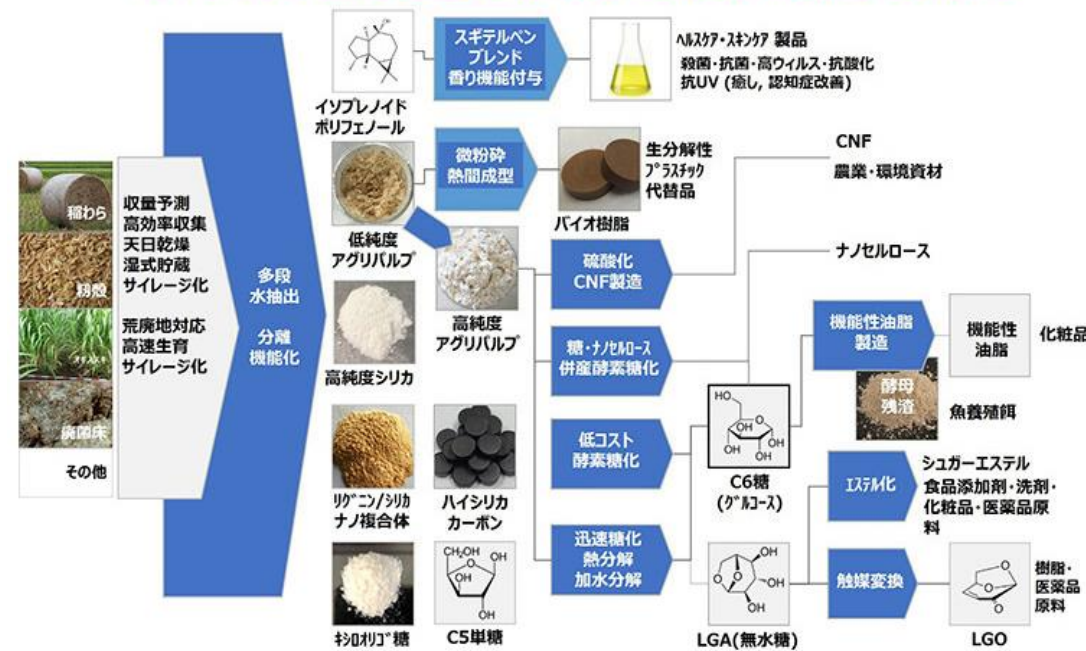 稲わら
籾殻
オギススキ
廃菌床
その他
収量予測
高効率収集
天日乾燥
湿式貯蔵
サイレージ化
荒廃地対応
高速生育
サイレージ化
多段
水抽出
分離
機能化
イソプレノイド
ポリフェノール
スギテルペン
ブレンド
香り機能付与
ヘルスケア・スキンケア 製品
殺菌・抗菌・高ウィルス・抗酸化
抗UV (癒し, 認知症改善)
低純度
アグリパルプ
微粉砕
熱間成型
バイオ樹脂
生分解性
プラスチック
代替品
高純度
アグリパルプ
高純度シリカ
リグニン/シリカ
ナノ複合体
ハイシリカ
カーボン
キシロオリゴ糖
CH₂OH
OH
OH
OH
C5単糖
硫酸化
CNF製造
CNF
農業・環境資材
糖・ナノセルロース
併産酵素糖化
ナノセルロース
低コスト
酵素糖化
迅速糖化
熱分解
加水分解
HO
O
OH
HO
OH
OH
C6糖
(グルコース)
機能性油脂
製造
機能性
油脂
化粧品
酵母
残渣
魚養殖餌
O
OH
O
OH
OH
LGA(無水糖)
エステル化
シュガーエステル
食品添加剤・洗剤・
化粧品・医薬品原
料
触媒変換
O
O
O
LGO
樹脂・
医薬品
原料